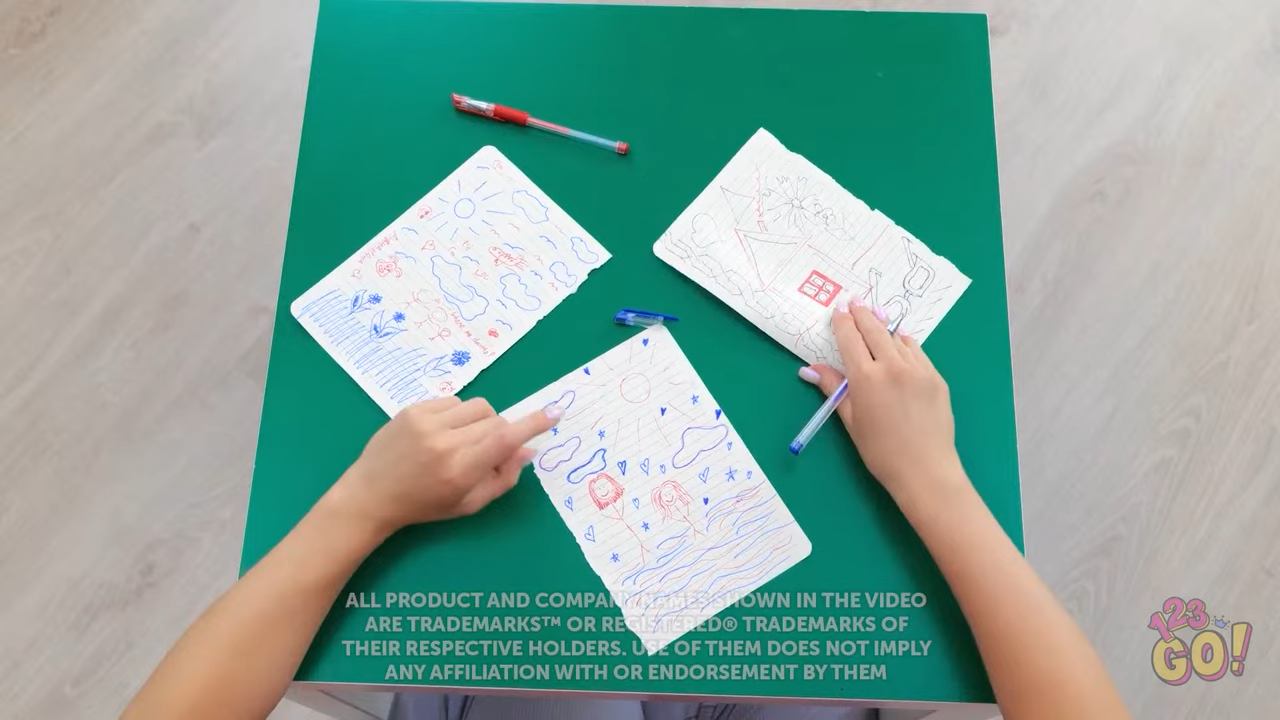 ALL PRODUCT AND COMPANY NAMES SHOWN IN THE VIDEO
ARE TRADEMARKS™ OR REGISTERED® TRADEMARKS OF
THEIR RESPECTIVE HOLDERS. USE OF THEM DOES NOT IMPLY
ANY AFFILIATION WITH OR ENDORSEMENT BY THEM
123
GO!